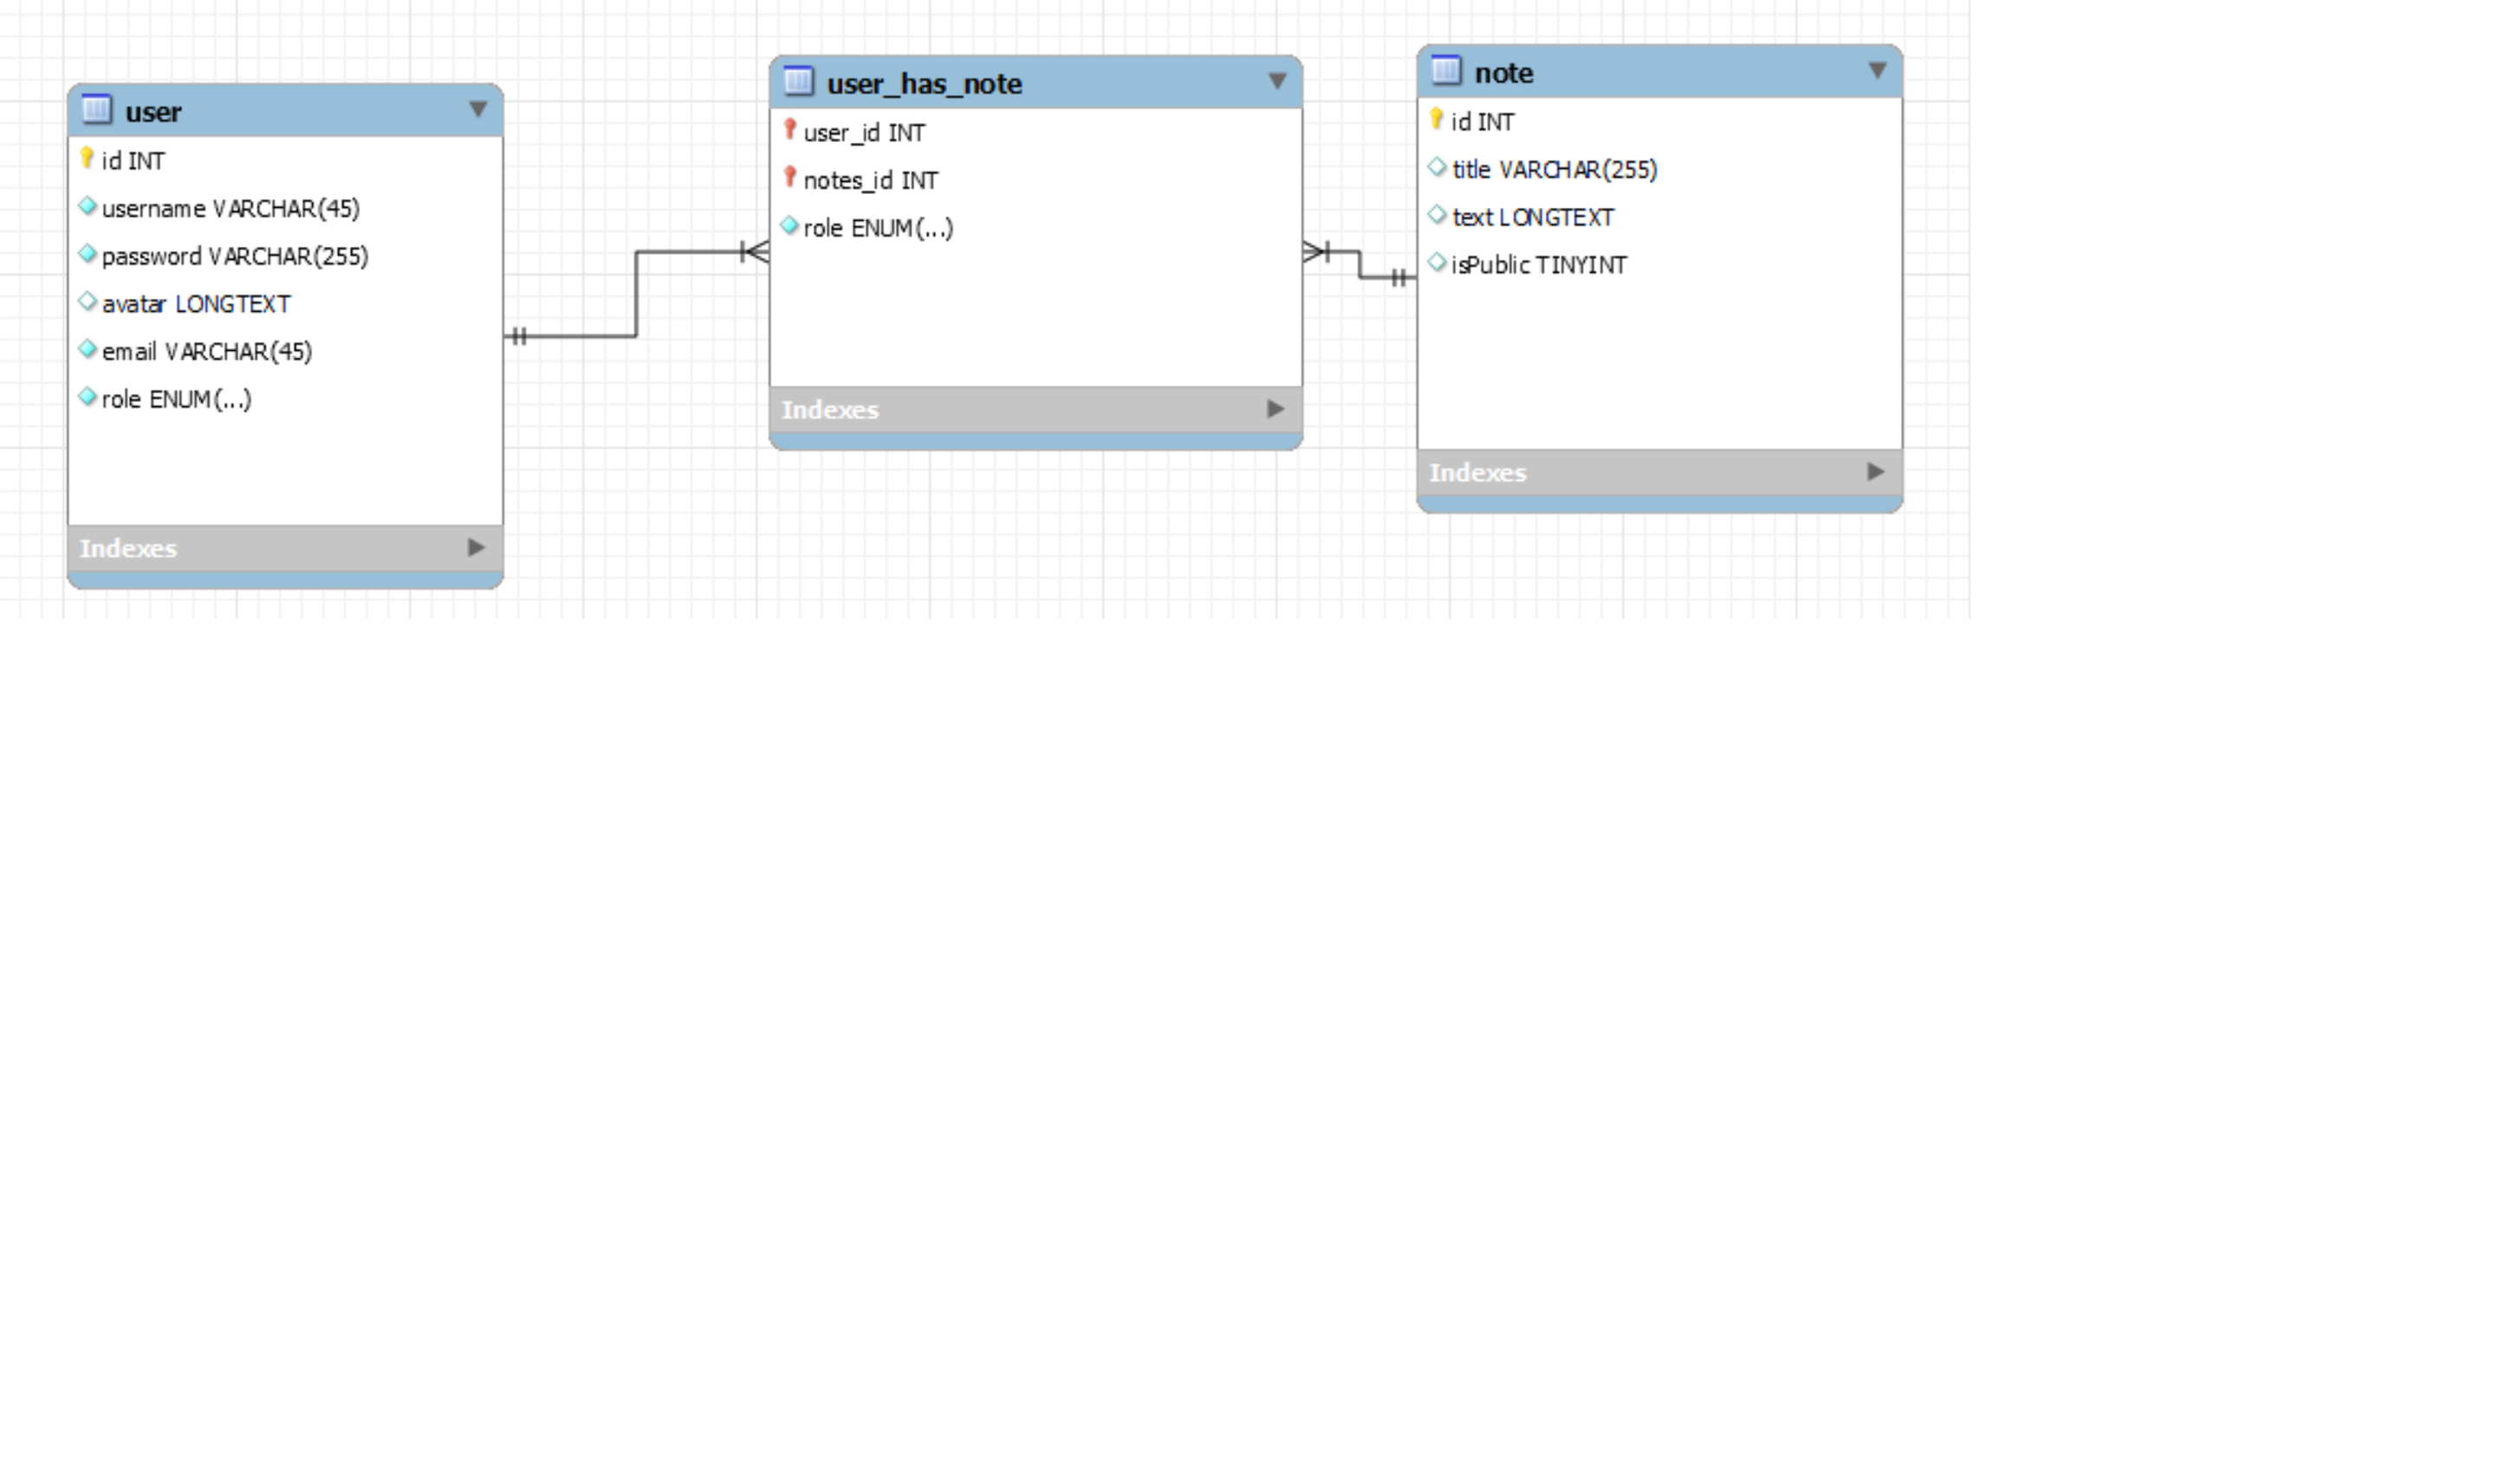 user
id INT
username VARCHAR(45)
password VARCHAR(255)
avatar LONGTEXT
email VARCHAR(45)
role ENUM(...)
Indexes
user_has_note
user_id INT
notes_id INT
role ENUM(...)
Indexes
note
id INT
title VARCHAR(255)
text LONGTEXT
isPublic TINYINT
Indexes